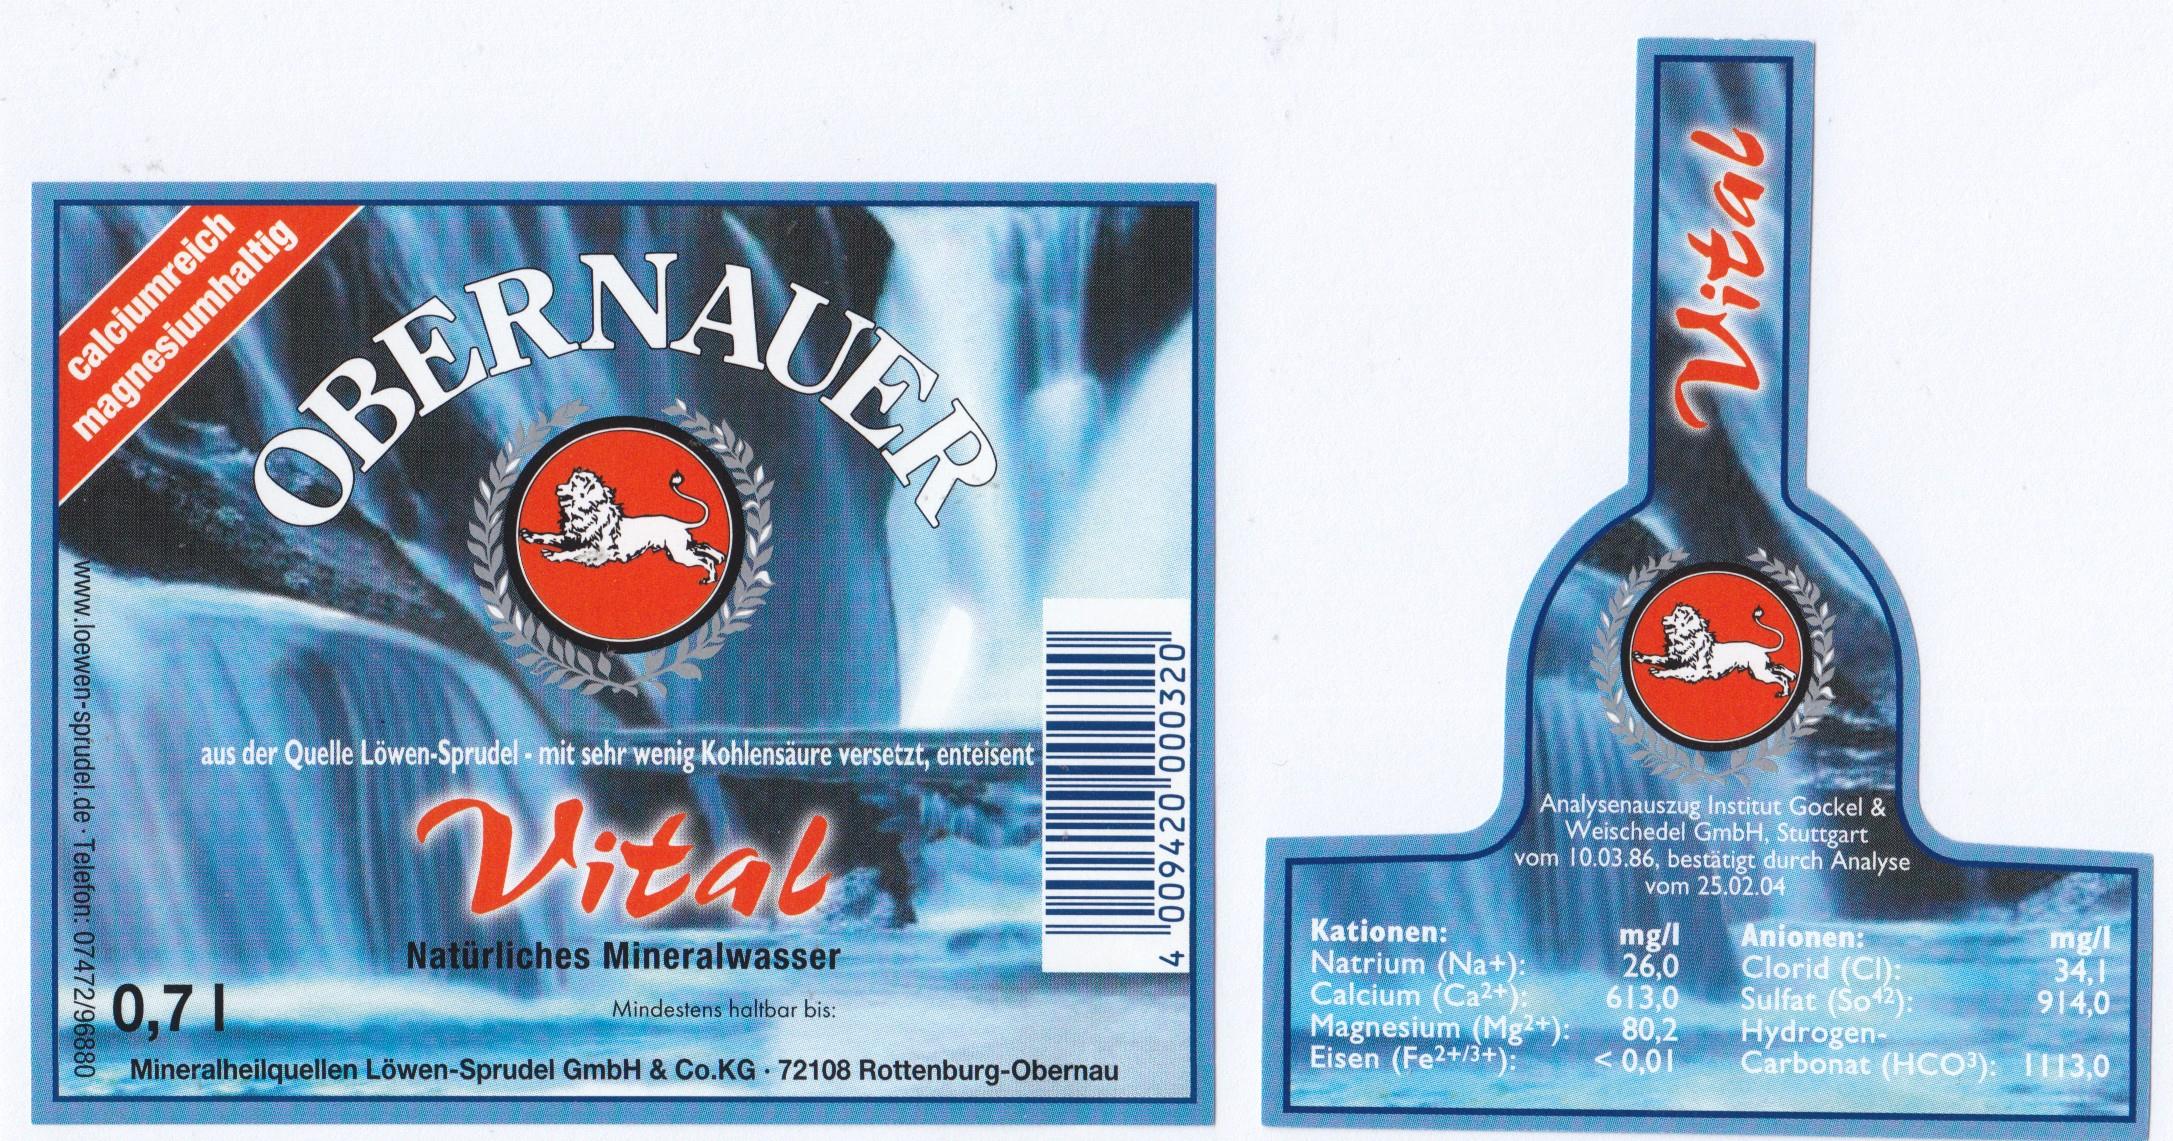 calciumreich
magnesiumhaltig
OBERNAUER
www.loewen-sprudel.de · Telefon: 07472/96880
aus der Quelle Löwen-Sprudel - mit sehr wenig Kohlensäure versetzt, enteisent
Vital
Natürliches Mineralwasser
0,7 l
Mindestens haltbar bis:
Mineralheilquellen Löwen-Sprudel GmbH & Co.KG · 72108 Rottenburg-Obernau
4 009420 000320
Vital
Analysenauszug Institut Gockel &
Weischedel GmbH, Stuttgart
vom 10.03.86, bestätigt durch Analyse
vom 25.02.04
Kationen: mg/l Anionen: mg/l
Natrium (Na+): 26,0 Clorid (Cl): 34,1
Calcium (Ca²⁺): 613,0 Sulfat (So⁴²): 914,0
Magnesium (Mg²⁺): 80,2 Hydrogen-
Eisen (Fe²⁺/³⁺): < 0,01 Carbonat (HCO³): 1113,0